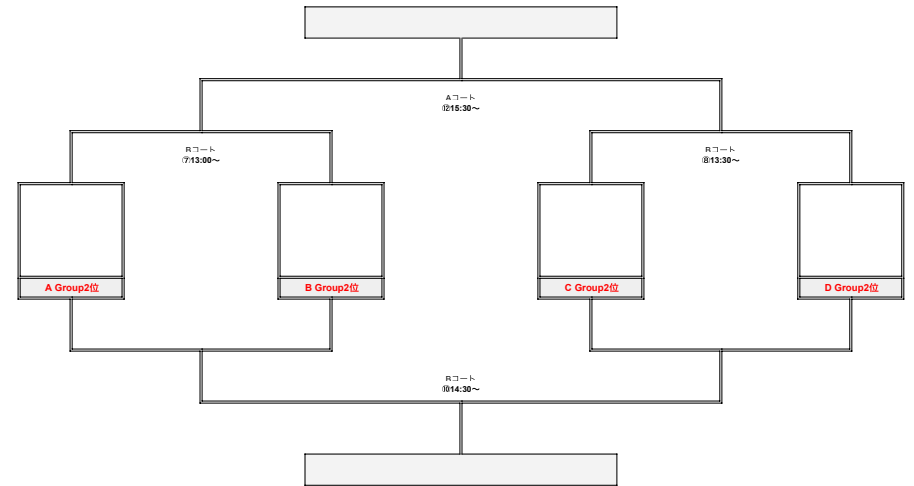 Aコート
⑫15:30～
Bコート
⑦13:00～
Bコート
⑧13:30～
A Group2位
B Group2位
C Group2位
D Group2位
Bコート
⑩14:30～